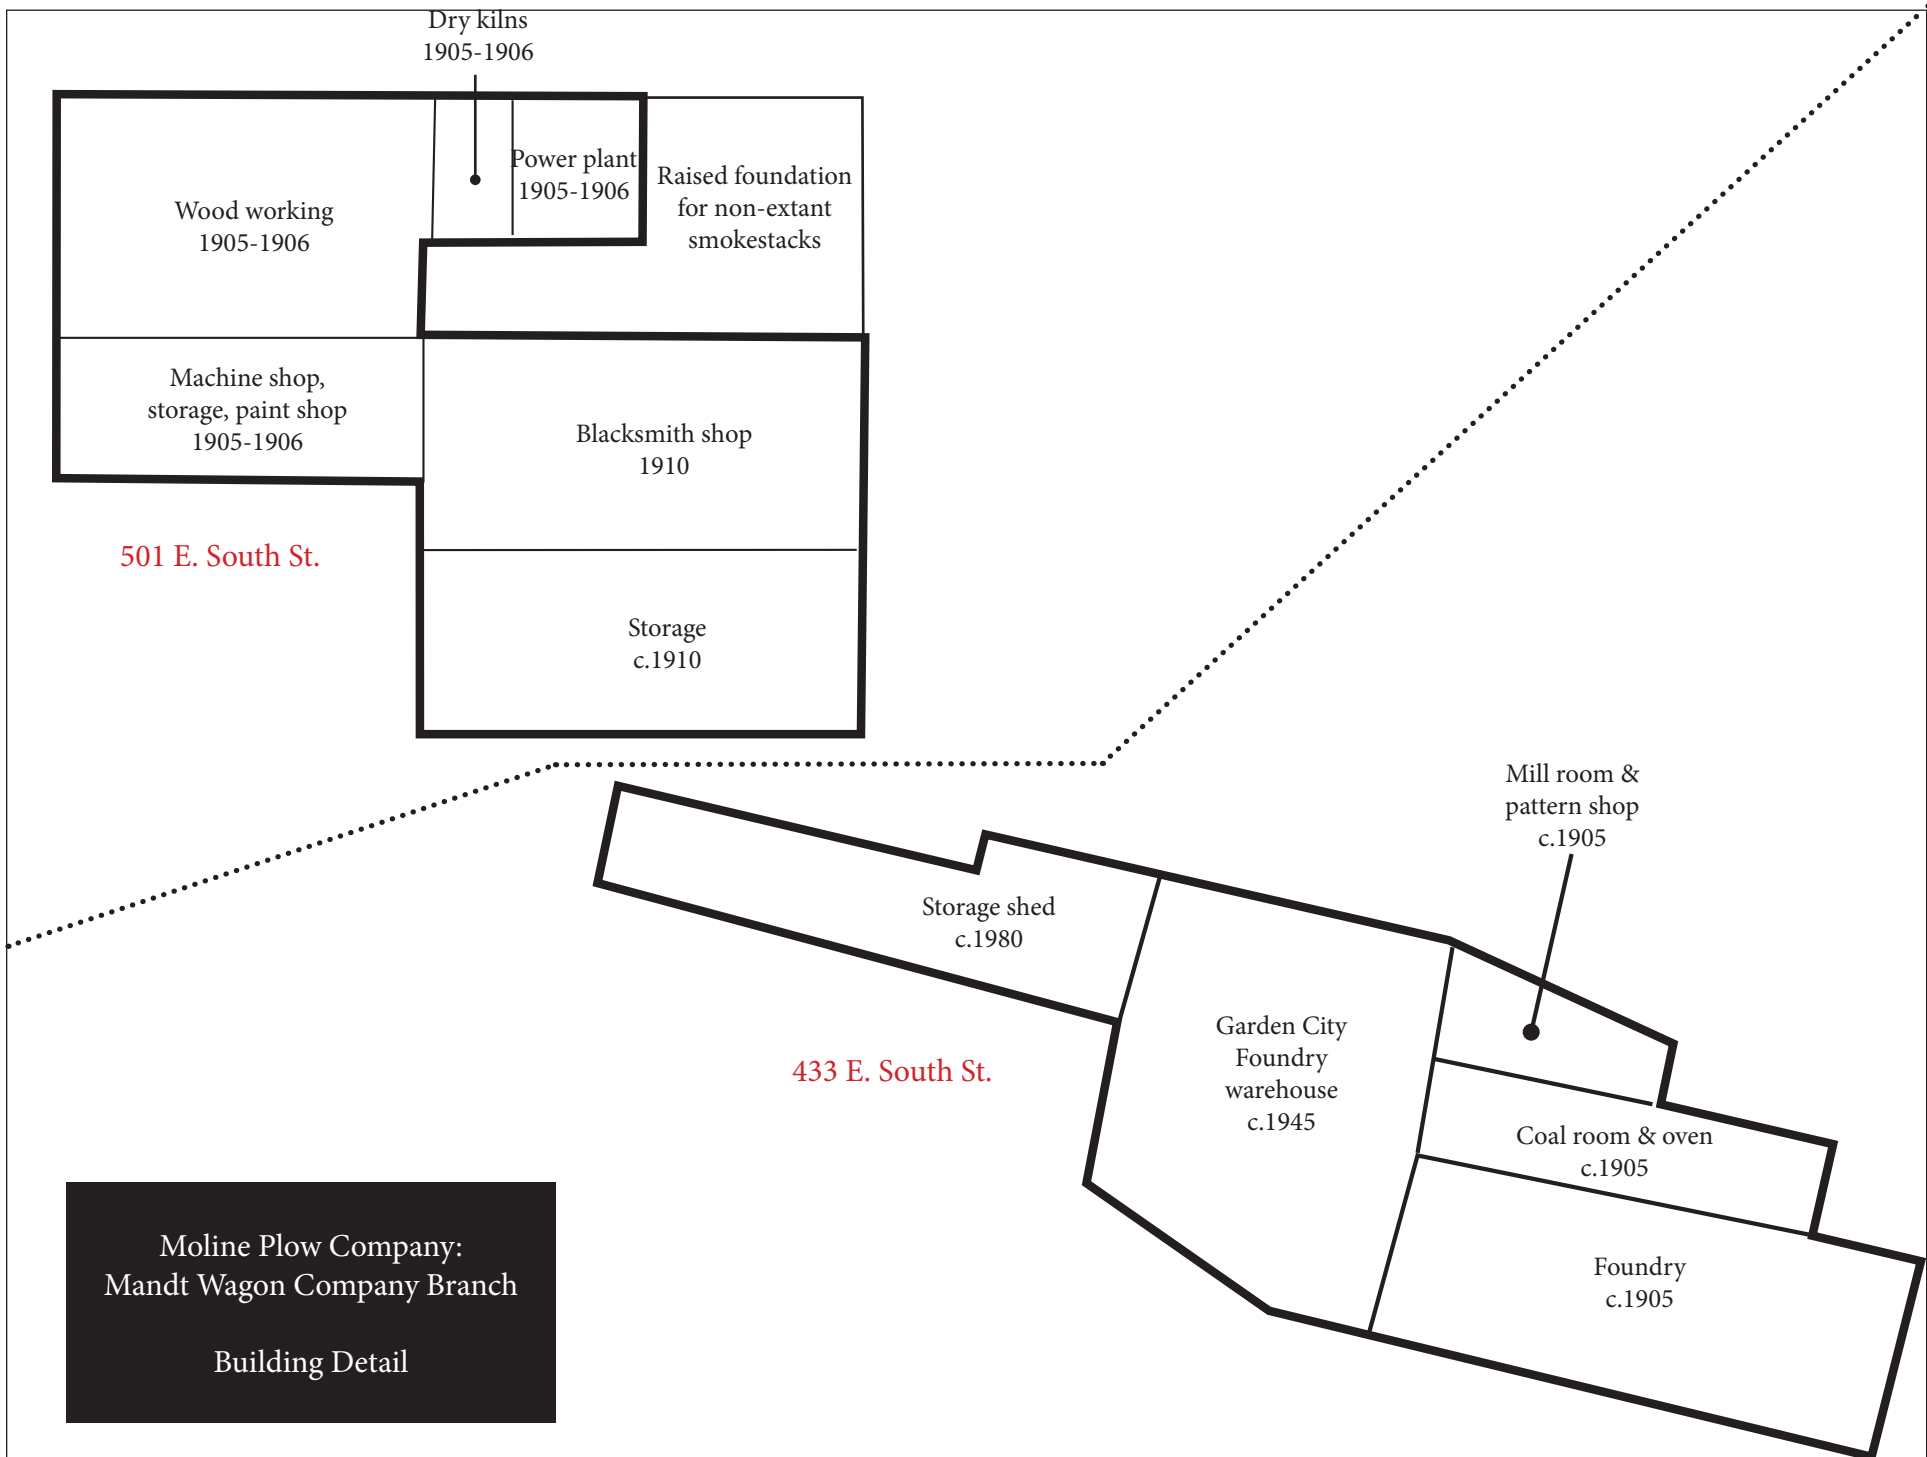 Dry kilns
1905-1906
Power plant
1905-1906
Raised foundation
for non-extant
smokestacks
Wood working
1905-1906
Machine shop,
storage, paint shop
1905-1906
Blacksmith shop
1910
501 E. South St.
Storage
c.1910
Mill room &
pattern shop
c.1905
Storage shed
c.1980
Garden City
Foundry
warehouse
c.1945
433 E. South St.
Coal room & oven
c.1905
Foundry
c.1905
Moline Plow Company:
Mandt Wagon Company Branch
Building Detail